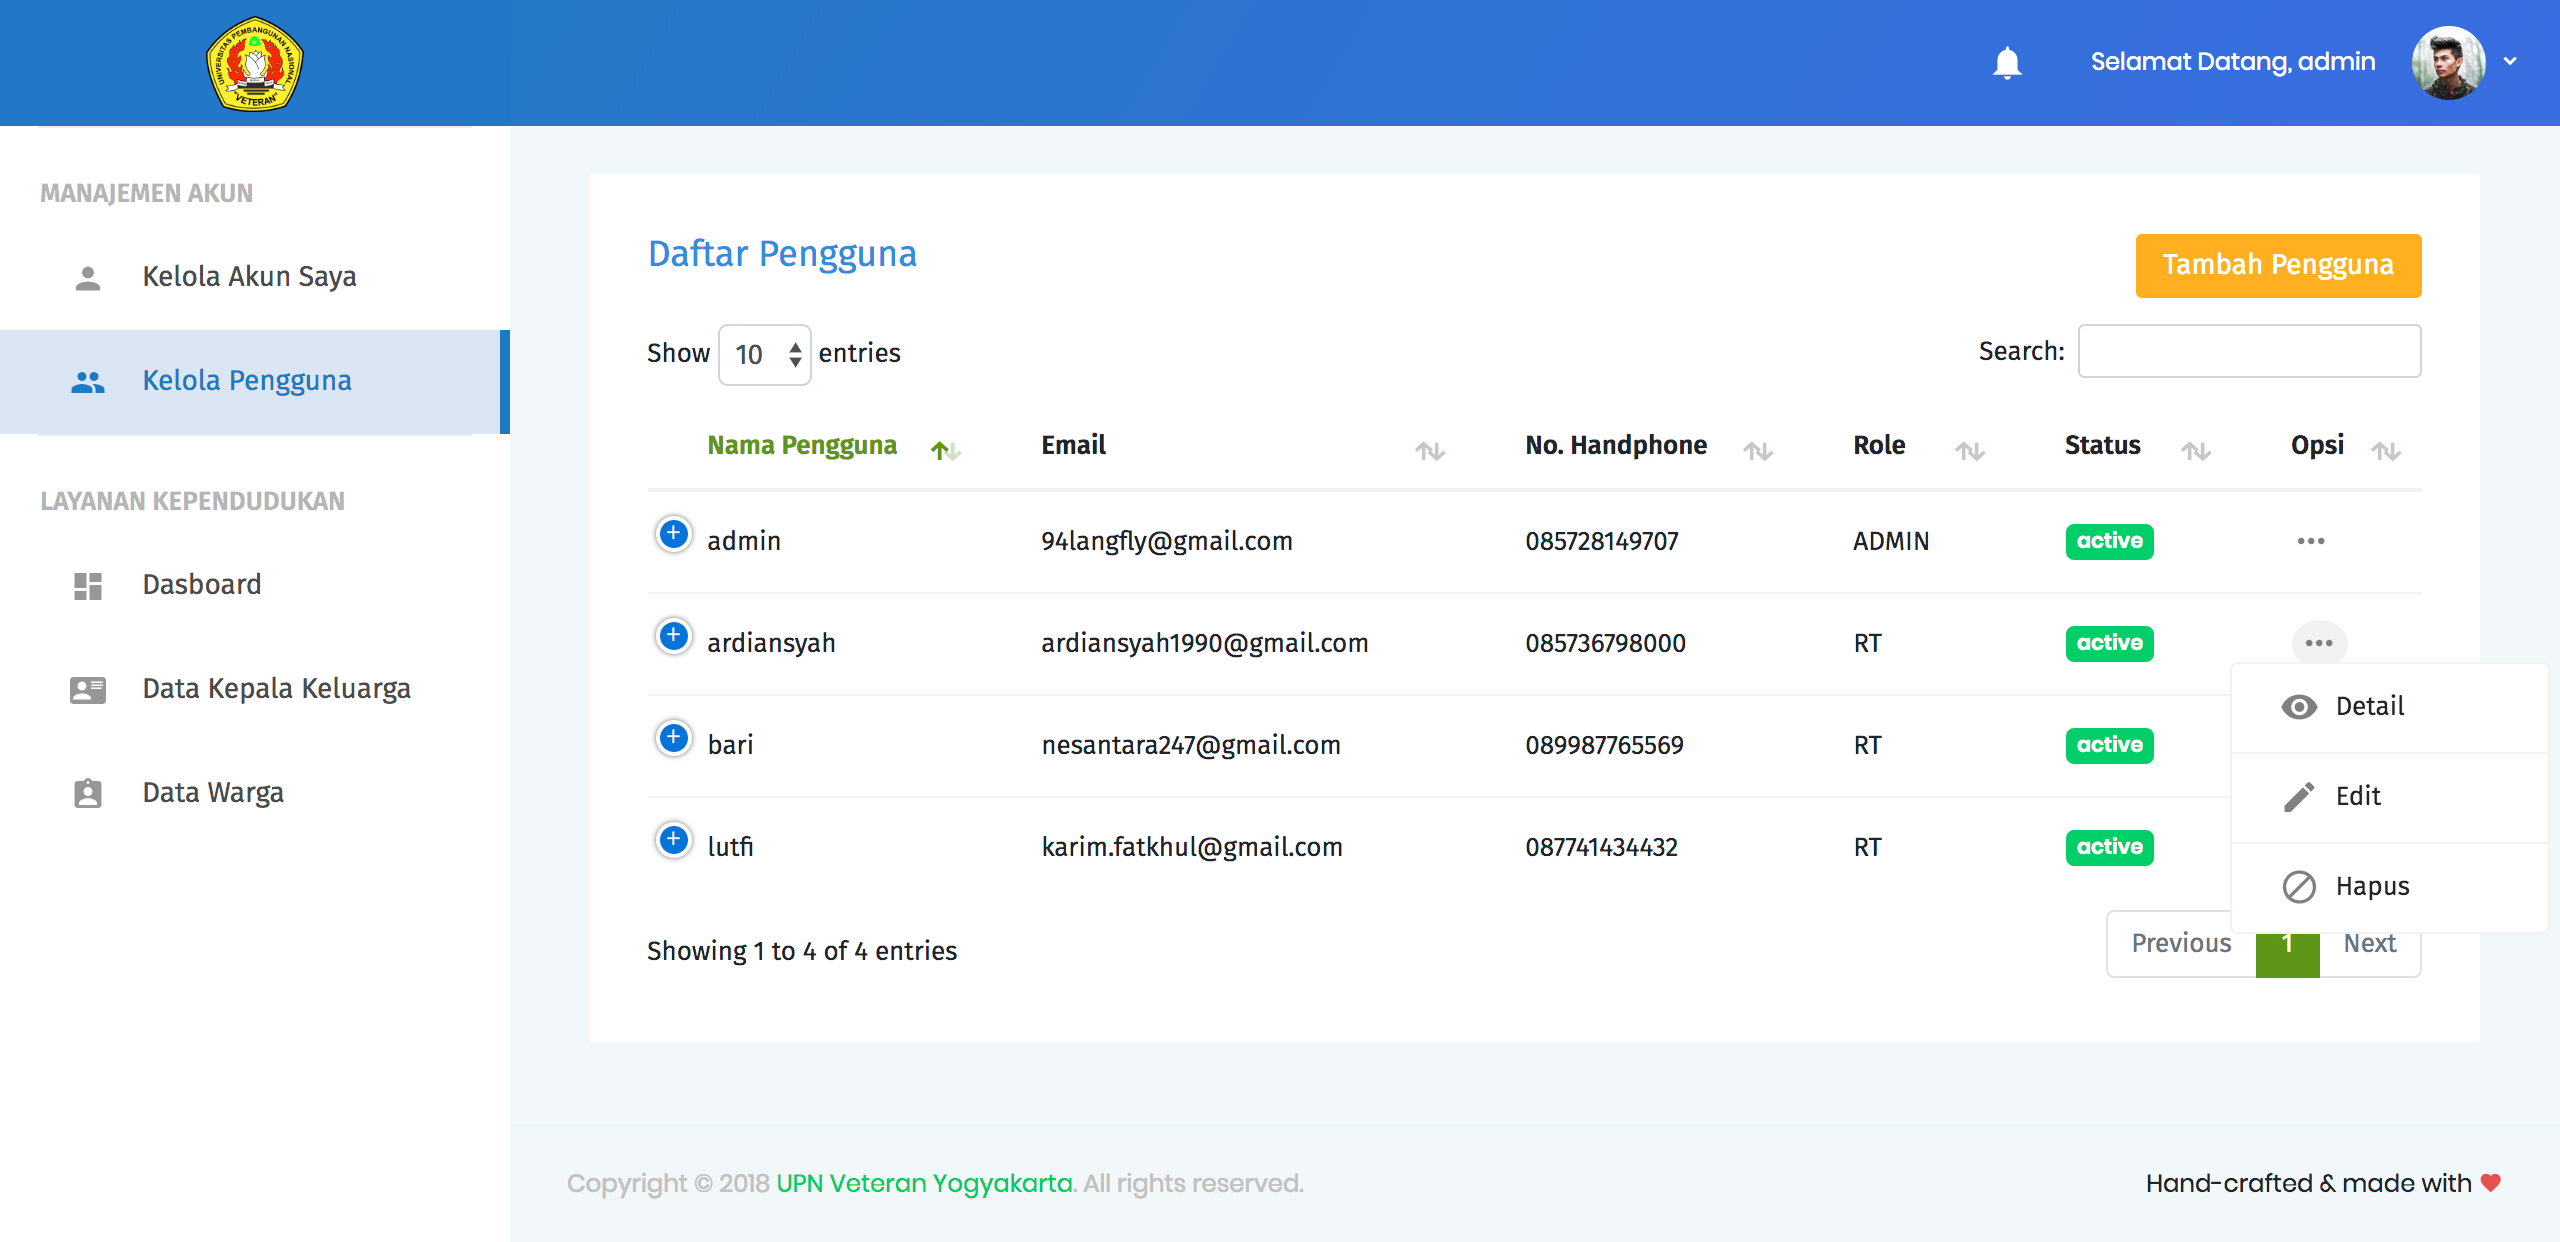 UNIVERSITAS PEMBANGUNAN NASIONAL
"VETERAN"
Selamat Datang, admin
MANAJEMEN AKUN
Kelola Akun Saya
Kelola Pengguna
LAYANAN KEPENDUDUKAN
Dasboard
Data Kepala Keluarga
Data Warga
Daftar Pengguna
Tambah Pengguna
Show 10 entries
Search:
Nama Pengguna Email No. Handphone Role Status Opsi
admin 94langfly@gmail.com 085728149707 ADMIN active
ardiansyah ardiansyah1990@gmail.com 085736798000 RT active
bari nesantara247@gmail.com 089987765569 RT active
lutfi karim.fatkhul@gmail.com 087741434432 RT active
Detail
Edit
Hapus
Showing 1 to 4 of 4 entries
Previous 1 Next
Copyright © 2018 UPN Veteran Yogyakarta. All rights reserved.
Hand-crafted & made with